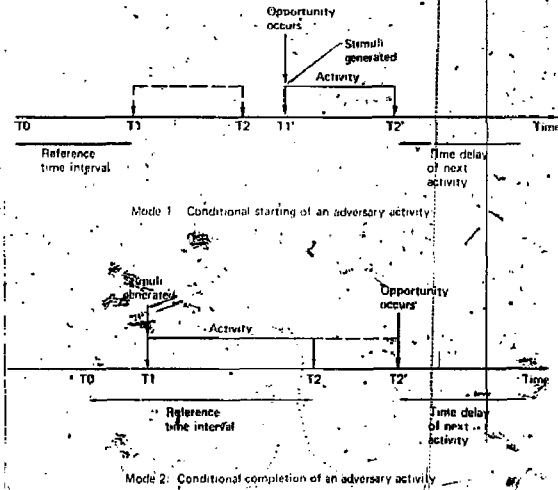 Opportunity
occurs
Stimuli
generated
Activity
T0 T1 T2 T1' T2' Time
Reference
time interval
Time delay
of next
activity
Mode 1 Conditional starting of an adversary activity
Stimuli
generated
Opportunity
occurs
Activity
T0 T1 T2 T2' Time
Reference
time interval
Time delay
of next
activity
Mode 2: Conditional completion of an adversary activity